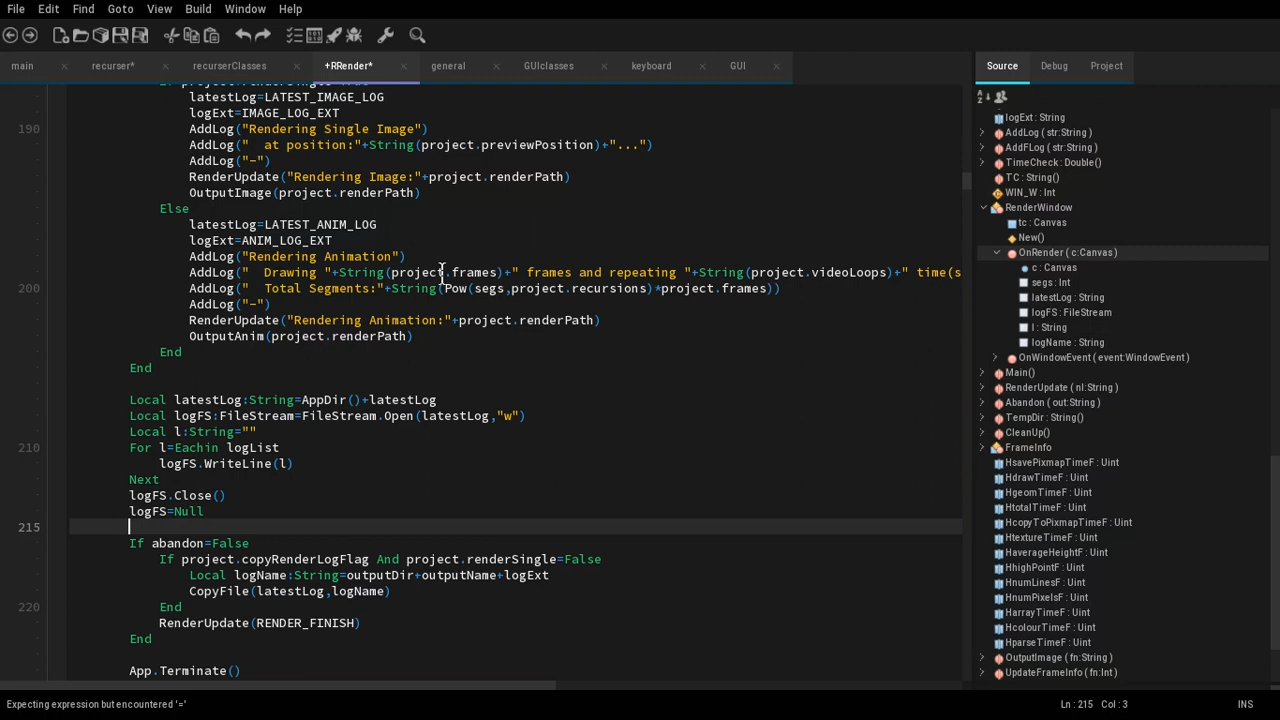 File Edit Find Goto View Build Window Help
main recurser* recurserClasses +RRender* general GUIclasses keyboard GUI
Source Debug Project
latestLog=LATEST_IMAGE_LOG
logExt=IMAGE_LOG_EXT
190 AddLog("Rendering Single Image")
AddLog("  at position:"+String(project.previewPosition)+"...")
AddLog("-")
RenderUpdate("Rendering Image:"+project.renderPath)
OutputImage(project.renderPath)
Else
latestLog=LATEST_ANIM_LOG
logExt=ANIM_LOG_EXT
AddLog("Rendering Animation")
AddLog("  Drawing "+String(project.frames)+" frames and repeating "+String(project.videoLoops)+" time(s
200 AddLog("  Total Segments:"+String(Pow(segs,project.recursions)*project.frames))
AddLog("-")
RenderUpdate("Rendering Animation:"+project.renderPath)
OutputAnim(project.renderPath)
End
End
Local latestLog:String=AppDir()+latestLog
Local logFS:FileStream=FileStream.Open(latestLog,"w")
Local l:String=""
210 For l=Eachin logList
logFS.WriteLine(l)
Next
logFS.Close()
logFS=Null
215
If abandon=False
If project.copyRenderLogFlag And project.renderSingle=False
Local logName:String=outputDir+outputName+logExt
CopyFile(latestLog,logName)
220 End
RenderUpdate(RENDER_FINISH)
End
App.Terminate()
logExt : String
AddLog ( str:String )
AddFLog ( str:String )
TimeCheck : Double()
TC : String()
WIN_W : Int
RenderWindow
tc : Canvas
New()
OnRender ( c:Canvas )
c : Canvas
segs : Int
latestLog : String
logFS : FileStream
l : String
logName : String
OnWindowEvent ( event:WindowEvent )
Main()
RenderUpdate ( nl:String )
Abandon ( out:String )
TempDir : String()
CleanUp()
FrameInfo
HsavePixmapTimeF : Uint
HdrawTimeF : Uint
HgeomTimeF : Uint
HtotalTimeF : Uint
HcopyToPixmapTimeF : Uint
HtextureTimeF : Uint
HaverageHeightF : Uint
HhighPointF : Uint
HnumLinesF : Uint
HnumPixelsF : Uint
HarrayTimeF : Uint
HcolourTimeF : Uint
HparseTimeF : Uint
OutputImage ( fn:String )
UpdateFrameInfo ( fn:Int )
Expecting expression but encountered '=' Ln : 215 Col : 3 INS